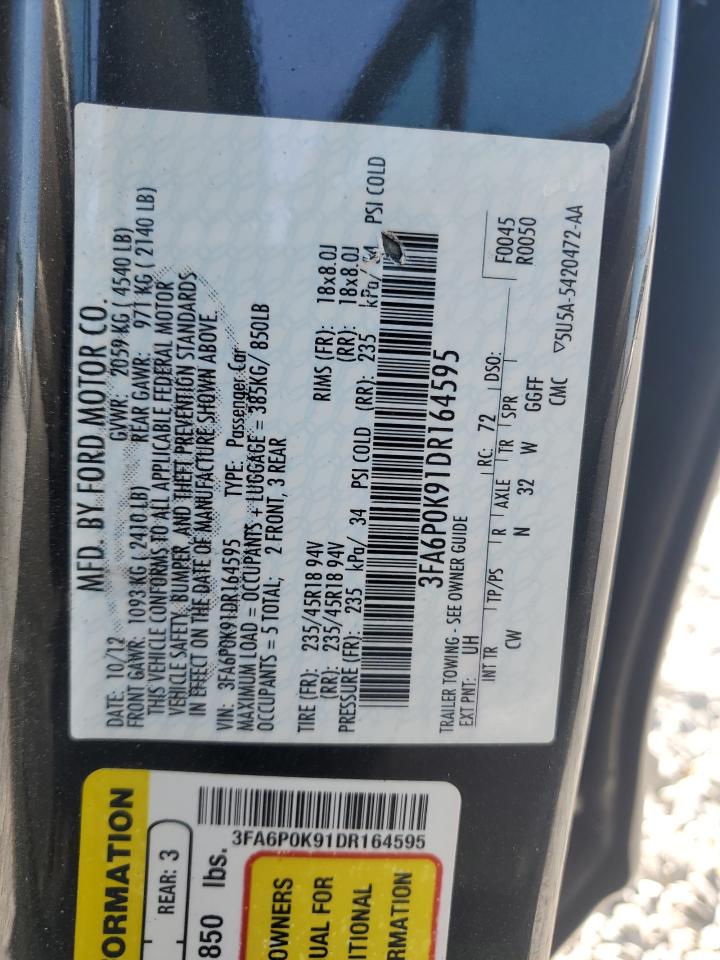 MFD. BY FORD MOTOR CO.
DATE: 10/12 GVWR: 2059 KG ( 4540 LB)
FRONT GAWR: 1093 KG ( 2410 LB) REAR GAWR: 971 KG ( 2140 LB)
THIS VEHICLE CONFORMS TO ALL APPLICABLE FEDERAL MOTOR
VEHICLE SAFETY, BUMPER, AND THEFT PREVENTION STANDARDS
IN EFFECT ON THE DATE OF MANUFACTURE SHOWN ABOVE.
VIN: 3FA6P0K91DR164595 TYPE: Passenger Car
MAXIMUM LOAD = OCCUPANTS + LUGGAGE = 385KG/ 850LB
OCCUPANTS = 5 TOTAL; 2 FRONT, 3 REAR
TIRE (FR): 235/45R18 94V RIMS (FR): 18x8.0J
(RR): 235/45R18 94V (RR): 18x8.0J
PRESSURE (FR): 235 kPa/ 34 PSI COLD (RR): 235 kPa/ 34 PSI COLD
3FA6P0K91DR164595
TRAILER TOWING - SEE OWNER GUIDE F0045
EXT PNT: UH RC: 72 DSO: R0050
INT TR TP/PS R AXLE TR SPR
CW N 32 W GGFF
CMC ▽5U5A-5420472-AA
ORMATION
REAR: 3
850 lbs.
3FA6P0K91DR164595
OWNERS
UAL FOR
ITIONAL
RMATION